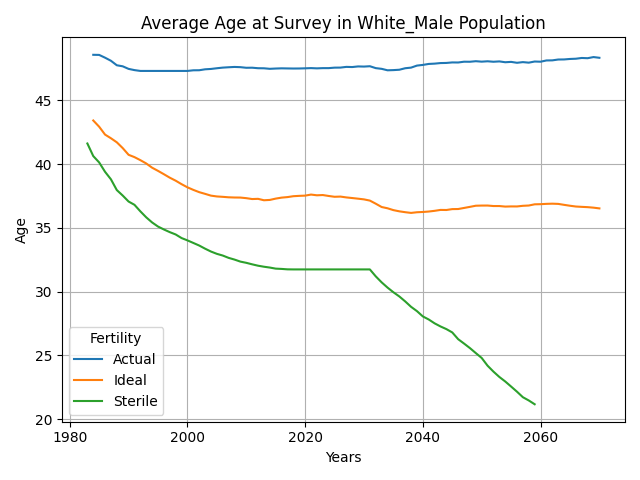 Average Age at Survey in White_Male Population
Age
45
40
35
30
25
20
Fertility
Actual
Ideal
Sterile
1980
2000
2020
2040
2060
Years